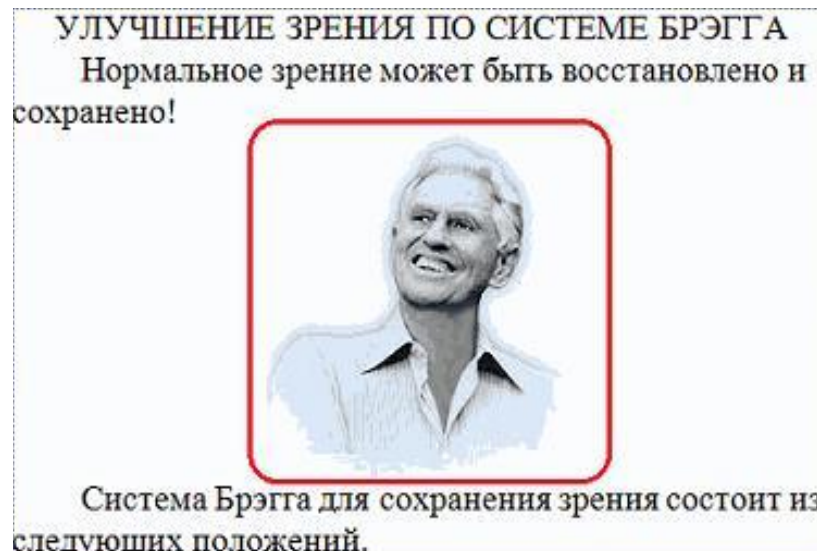 УЛУЧШЕНИЕ ЗРЕНИЯ ПО СИСТЕМЕ БРЭГГА
Нормальное зрение может быть восстановлено и
сохранено!
Система Брэгга для сохранения зрения состоит из
следующих положений.